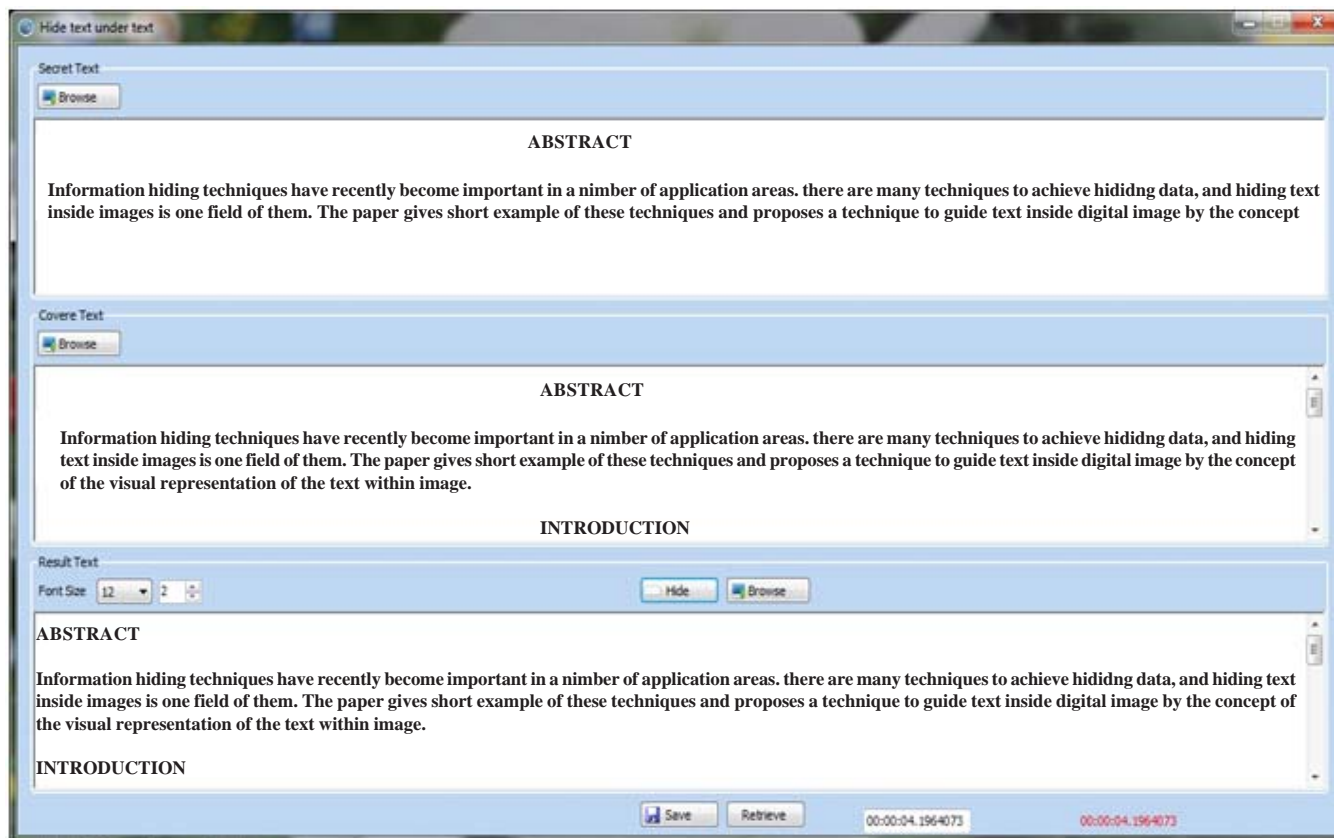 Hide text under text
Secret Text
Browse
ABSTRACT
Information hiding techniques have recently become important in a nimber of application areas. there are many techniques to achieve hididng data, and hiding text
inside images is one field of them. The paper gives short example of these techniques and proposes a technique to guide text inside digital image by the concept
Covere Text
Browse
ABSTRACT
Information hiding techniques have recently become important in a nimber of application areas. there are many techniques to achieve hididng data, and hiding
text inside images is one field of them. The paper gives short example of these techniques and proposes a technique to guide text inside digital image by the concept
of the visual representation of the text within image.
INTRODUCTION
Result Text
Font Size 12 2 Hide Browse
ABSTRACT
Information hiding techniques have recently become important in a nimber of application areas. there are many techniques to achieve hididng data, and hiding text
inside images is one field of them. The paper gives short example of these techniques and proposes a technique to guide text inside digital image by the concept of
the visual representation of the text within image.
INTRODUCTION
Save Retrieve 00:00:04.1964073 00:00:04.1964073